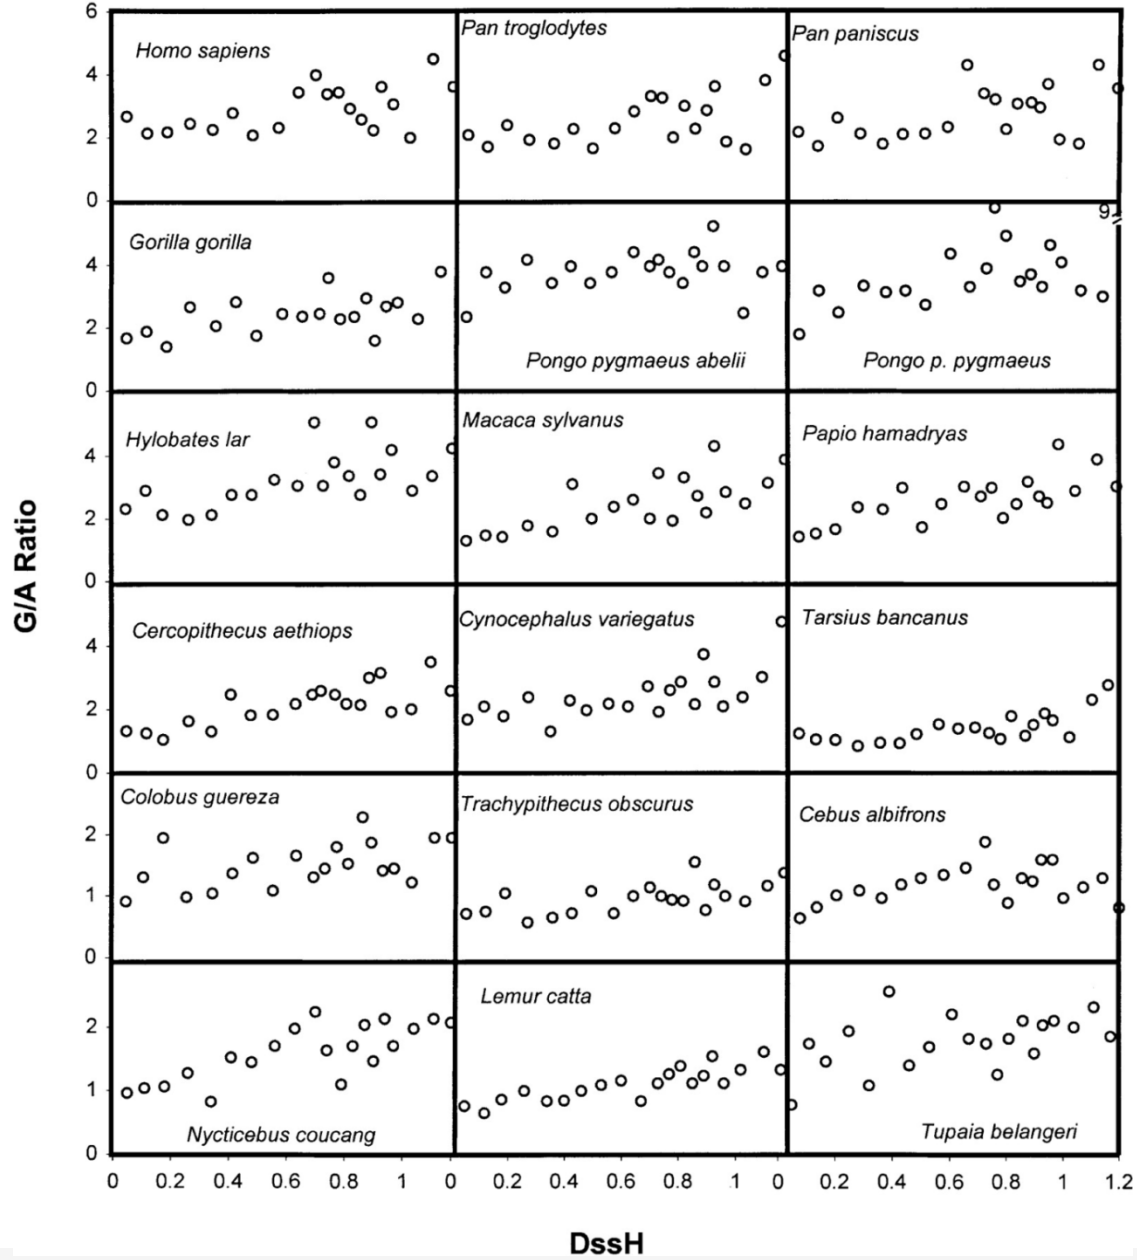 6
Homo sapiens
Pan troglodytes
Pan paniscus
4
2
0
9
Gorilla gorilla
4
2
Pongo pygmaeus abelii
Pongo p. pygmaeus
0
Hylobates lar
Macaca sylvanus
Papio hamadryas
4
2
0
G/A Ratio
Cercopithecus aethiops
Cynocephalus variegatus
Tarsius bancanus
4
2
0
Colobus guereza
Trachypithecus obscurus
Cebus albifrons
2
1
0
Lemur catta
2
1
Nycticebus coucang
Tupaia belangeri
0
0 0.2 0.4 0.6 0.8 1 0 0.2 0.4 0.6 0.8 1 0 0.2 0.4 0.6 0.8 1 1.2
DssH